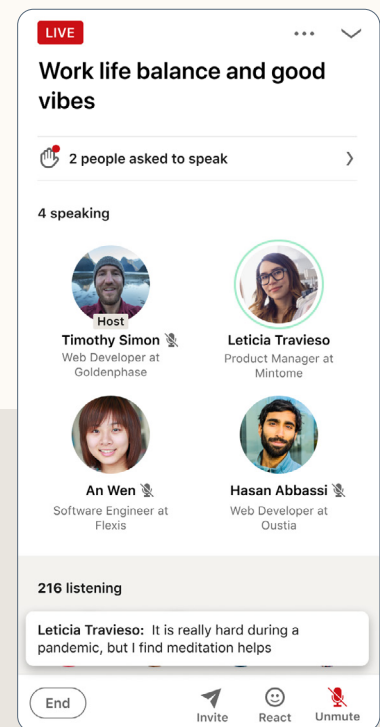 LIVE
Work life balance and good
vibes
2 people asked to speak
4 speaking
Host
Timothy Simon
Web Developer at
Goldenphase
Leticia Travieso
Product Manager at
Mintome
An Wen
Software Engineer at
Flexis
Hasan Abbassi
Web Developer at
Oustia
216 listening
Leticia Travieso: It is really hard during a
pandemic, but I find meditation helps
End
Invite
React
Unmute